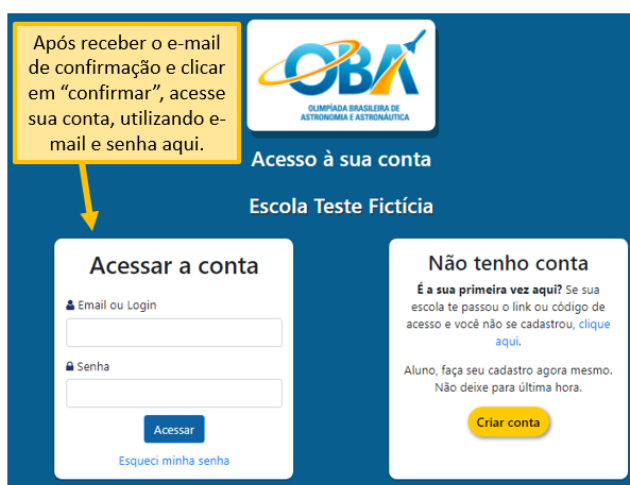 Após receber o e-mail
de confirmação e clicar
em “confirmar”, acesse
sua conta, utilizando e-
mail e senha aqui.
OBA
OLIMPÍADA BRASILEIRA DE
ASTRONOMIA E ASTRONÁUTICA
Acesso à sua conta
Escola Teste Fictícia
Acessar a conta
Email ou Login
Senha
Acessar
Esqueci minha senha
Não tenho conta
É a sua primeira vez aqui? Se sua
escola te passou o link ou código de
acesso e você não se cadastrou, clique
aqui.
Aluno, faça seu cadastro agora mesmo.
Não deixe para última hora.
Criar conta